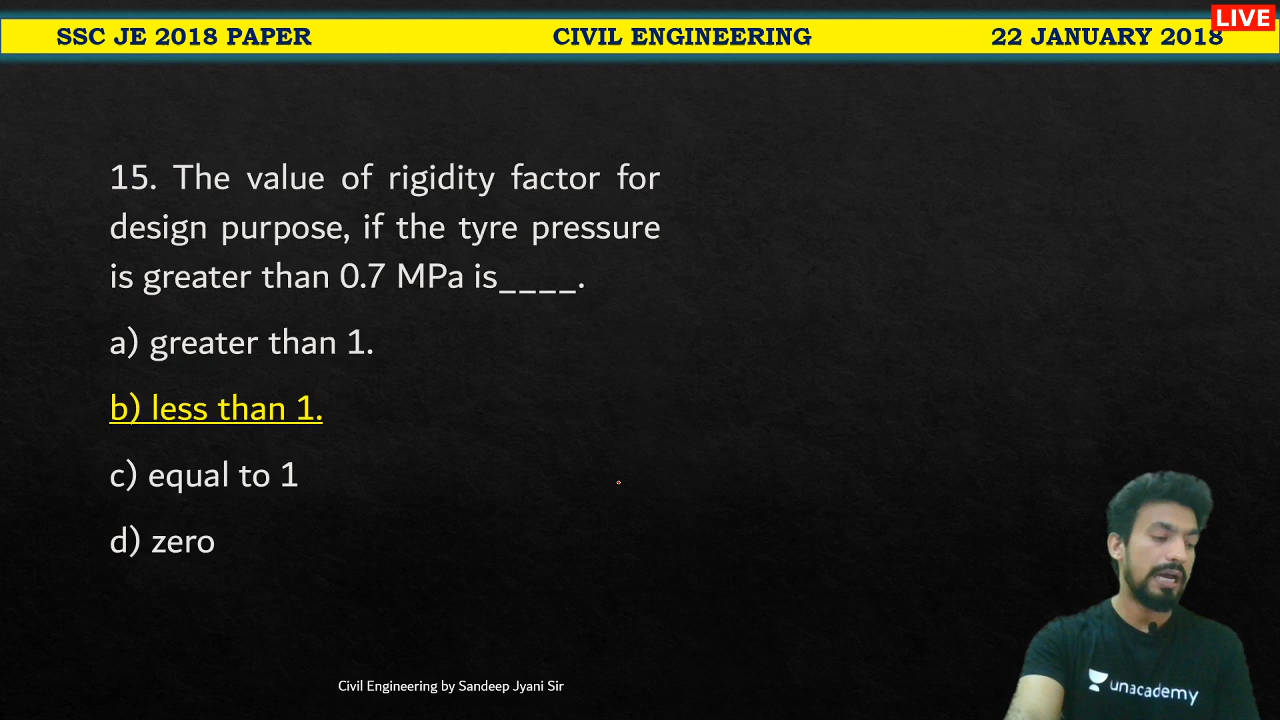 LIVE
SSC JE 2018 PAPER CIVIL ENGINEERING 22 JANUARY 2018
15. The value of rigidity factor for
design purpose, if the tyre pressure
is greater than 0.7 MPa is____.
a) greater than 1.
b) less than 1.
c) equal to 1
d) zero
unacademy
Civil Engineering by Sandeep Jyani Sir